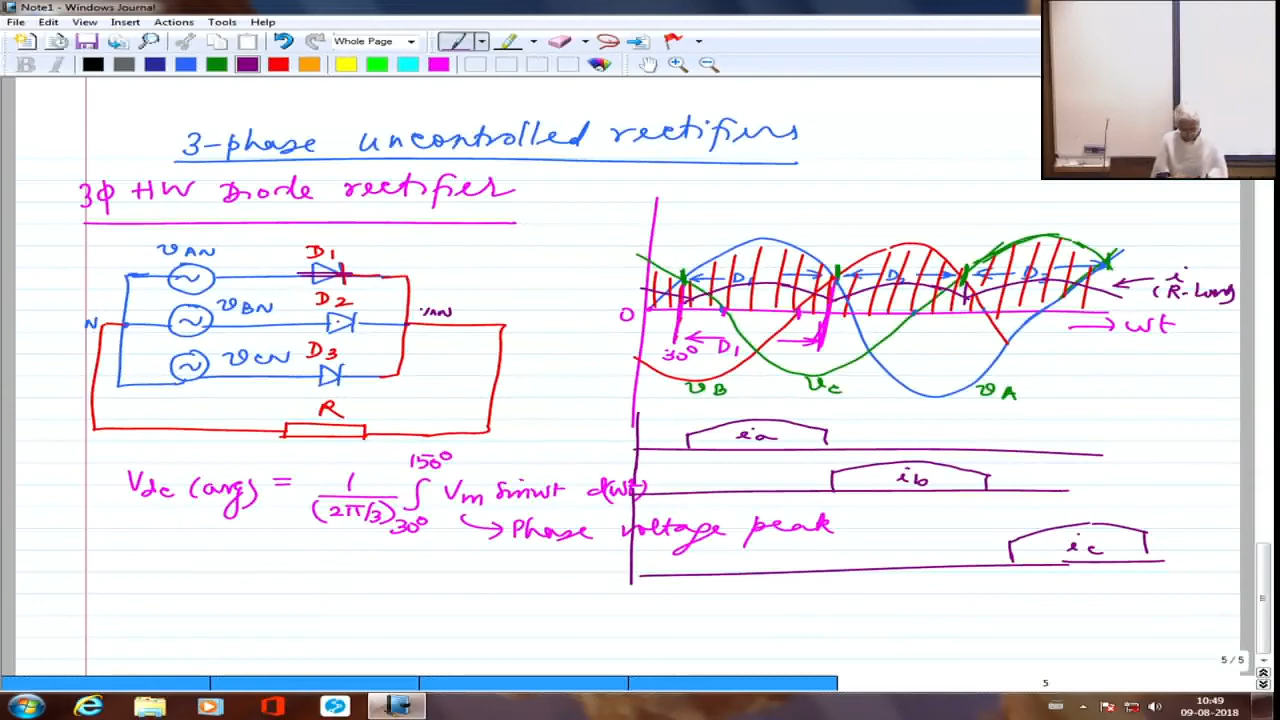 Note1 - Windows Journal
File Edit View Insert Actions Tools Help
Whole Page
B I
3-phase uncontrolled rectifiers
3φ HW Diode rectifier
vAN D1
vBN D2
vCN D3
N
R
0
30°
D1 D2
D1
i
(R-Load)
→ ωt
vB vC vA
ia
ib
ic
Vdc (avg) = 1/(2π/3) ∫ 30° 150° Vm sinωt d(ωt)
↳ Phase voltage peak
5 / 5
5
10:49
09-08-2018